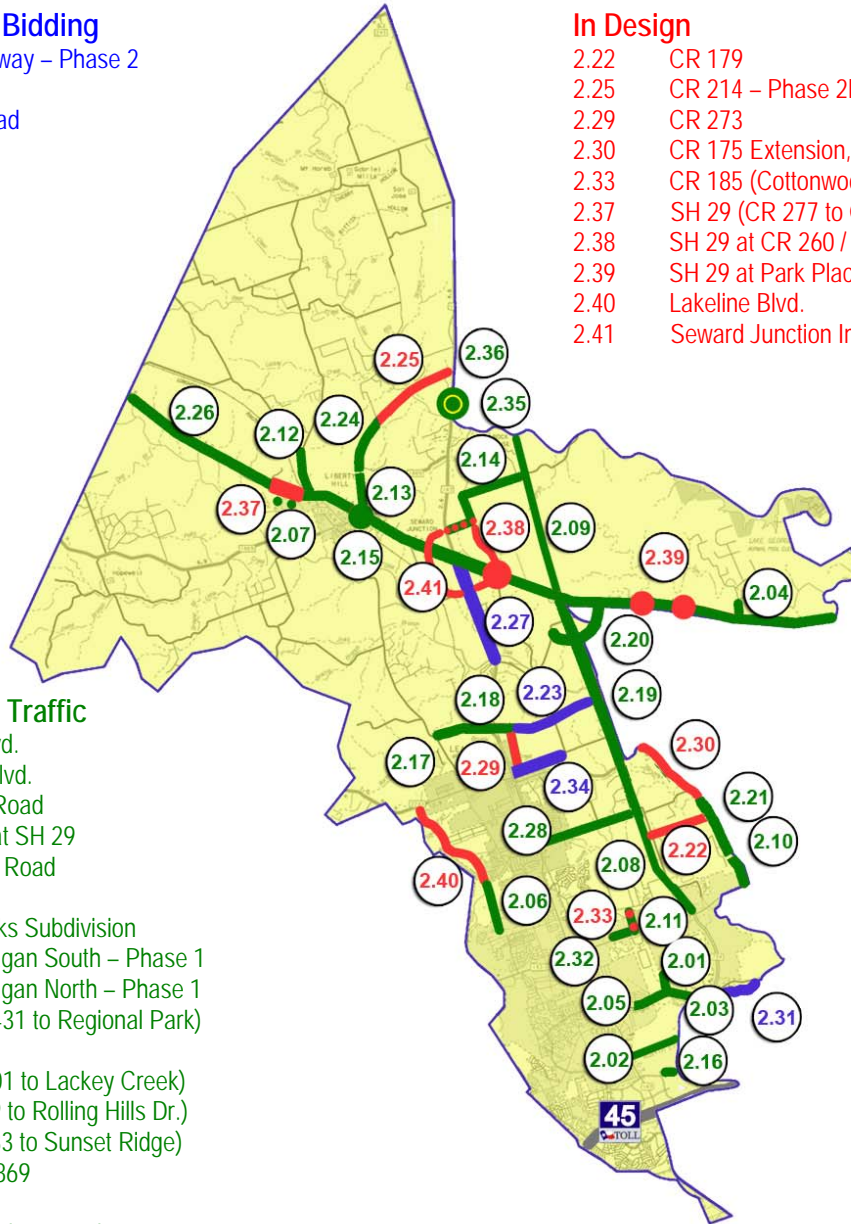 Bidding
way – Phase 2
ad
In Design
2.22 CR 179
2.25 CR 214 – Phase 2
2.29 CR 273
2.30 CR 175 Extension,
2.33 CR 185 (Cottonwoo
2.37 SH 29 (CR 277 to
2.38 SH 29 at CR 260 /
2.39 SH 29 at Park Plac
2.40 Lakeline Blvd.
2.41 Seward Junction In
2.25
2.36
2.26
2.35
2.12
2.24
2.14
LIBERTY
HILL
2.13
2.37
2.07
2.15
SEWARD
JUNCTION
2.38
2.09
2.39
2.41
2.04
2.27
2.20
2.18
2.23
2.19
2.17
2.29
2.34
2.30
2.21
2.28
2.22
2.10
2.08
2.40
2.06
2.33
2.11
2.32
2.01
2.05
2.03
2.31
2.02
2.16
45
TOLL
Traffic
d.
lvd.
Road
at SH 29
Road
ks Subdivision
gan South – Phase 1
gan North – Phase 1
431 to Regional Park)
01 to Lackey Creek)
to Rolling Hills Dr.)
3 to Sunset Ridge)
369